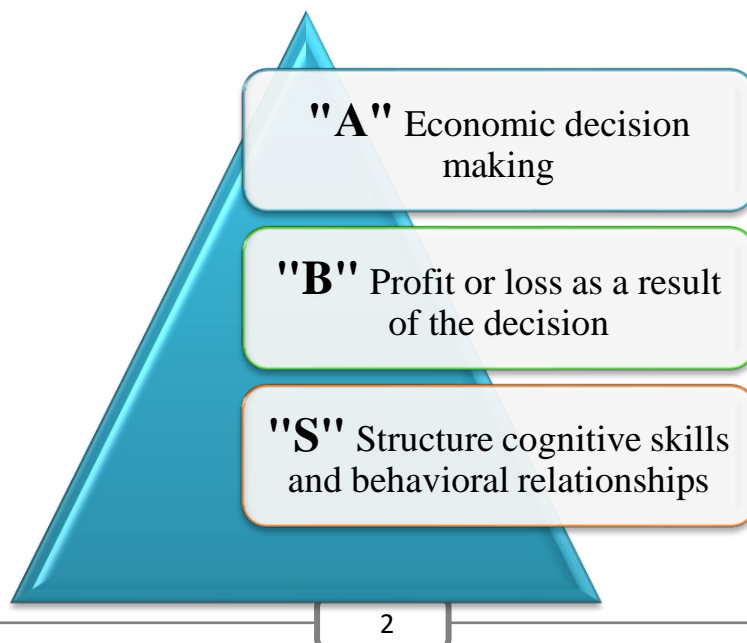 "A" Economic decision
making
"B" Profit or loss as a result
of the decision
"S" Structure cognitive skills
and behavioral relationships
2